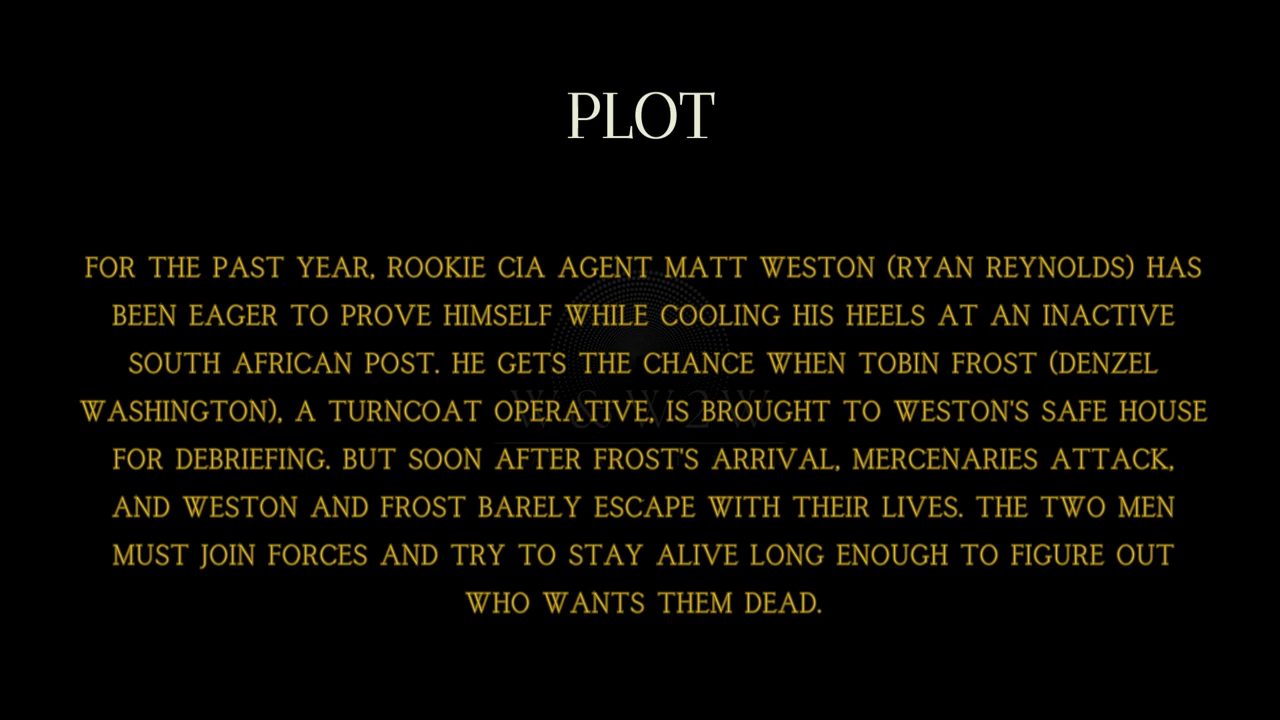 PLOT
FOR THE PAST YEAR, ROOKIE CIA AGENT MATT WESTON (RYAN REYNOLDS) HAS
BEEN EAGER TO PROVE HIMSELF WHILE COOLING HIS HEELS AT AN INACTIVE
SOUTH AFRICAN POST. HE GETS THE CHANCE WHEN TOBIN FROST (DENZEL
WASHINGTON), A TURNCOAT OPERATIVE, IS BROUGHT TO WESTON'S SAFE HOUSE
W & W2W
FOR DEBRIEFING. BUT SOON AFTER FROST'S ARRIVAL, MERCENARIES ATTACK,
AND WESTON AND FROST BARELY ESCAPE WITH THEIR LIVES. THE TWO MEN
MUST JOIN FORCES AND TRY TO STAY ALIVE LONG ENOUGH TO FIGURE OUT
WHO WANTS THEM DEAD.